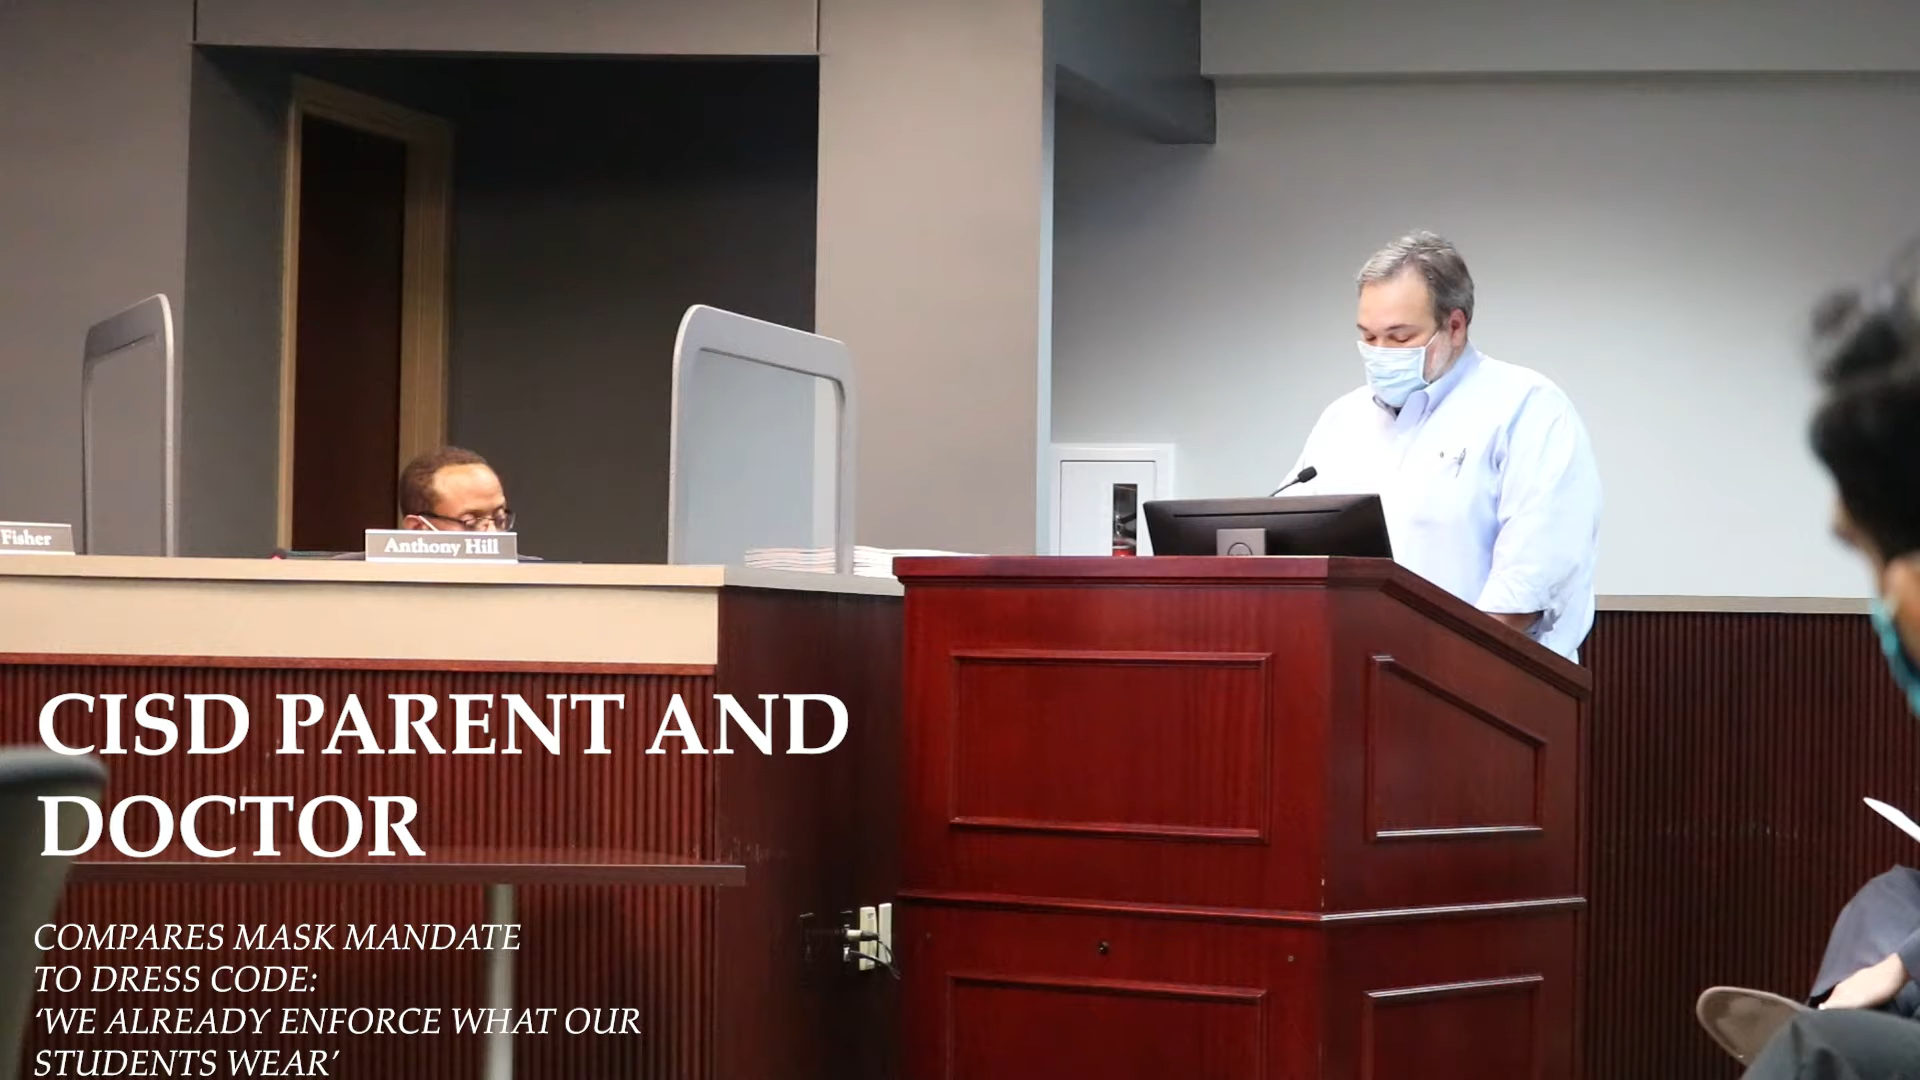 Fisher
Anthony Hill
CISD PARENT AND
DOCTOR
COMPARES MASK MANDATE
TO DRESS CODE:
‘WE ALREADY ENFORCE WHAT OUR
STUDENTS WEAR’